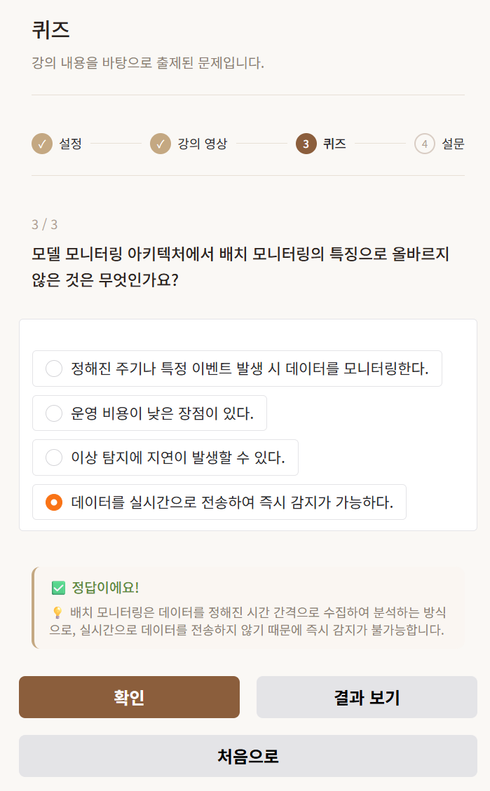 퀴즈
강의 내용을 바탕으로 출제된 문제입니다.
✓ 설정 ✓ 강의 영상 3 퀴즈 4 설문
3 / 3
모델 모니터링 아키텍처에서 배치 모니터링의 특징으로 올바르지
않은 것은 무엇인가요?
정해진 주기나 특정 이벤트 발생 시 데이터를 모니터링한다.
운영 비용이 낮은 장점이 있다.
이상 탐지에 지연이 발생할 수 있다.
데이터를 실시간으로 전송하여 즉시 감지가 가능하다.
✅ 정답이에요!
💡 배치 모니터링은 데이터를 정해진 시간 간격으로 수집하여 분석하는 방식
으로, 실시간으로 데이터를 전송하지 않기 때문에 즉시 감지가 불가능합니다.
확인 결과 보기
처음으로